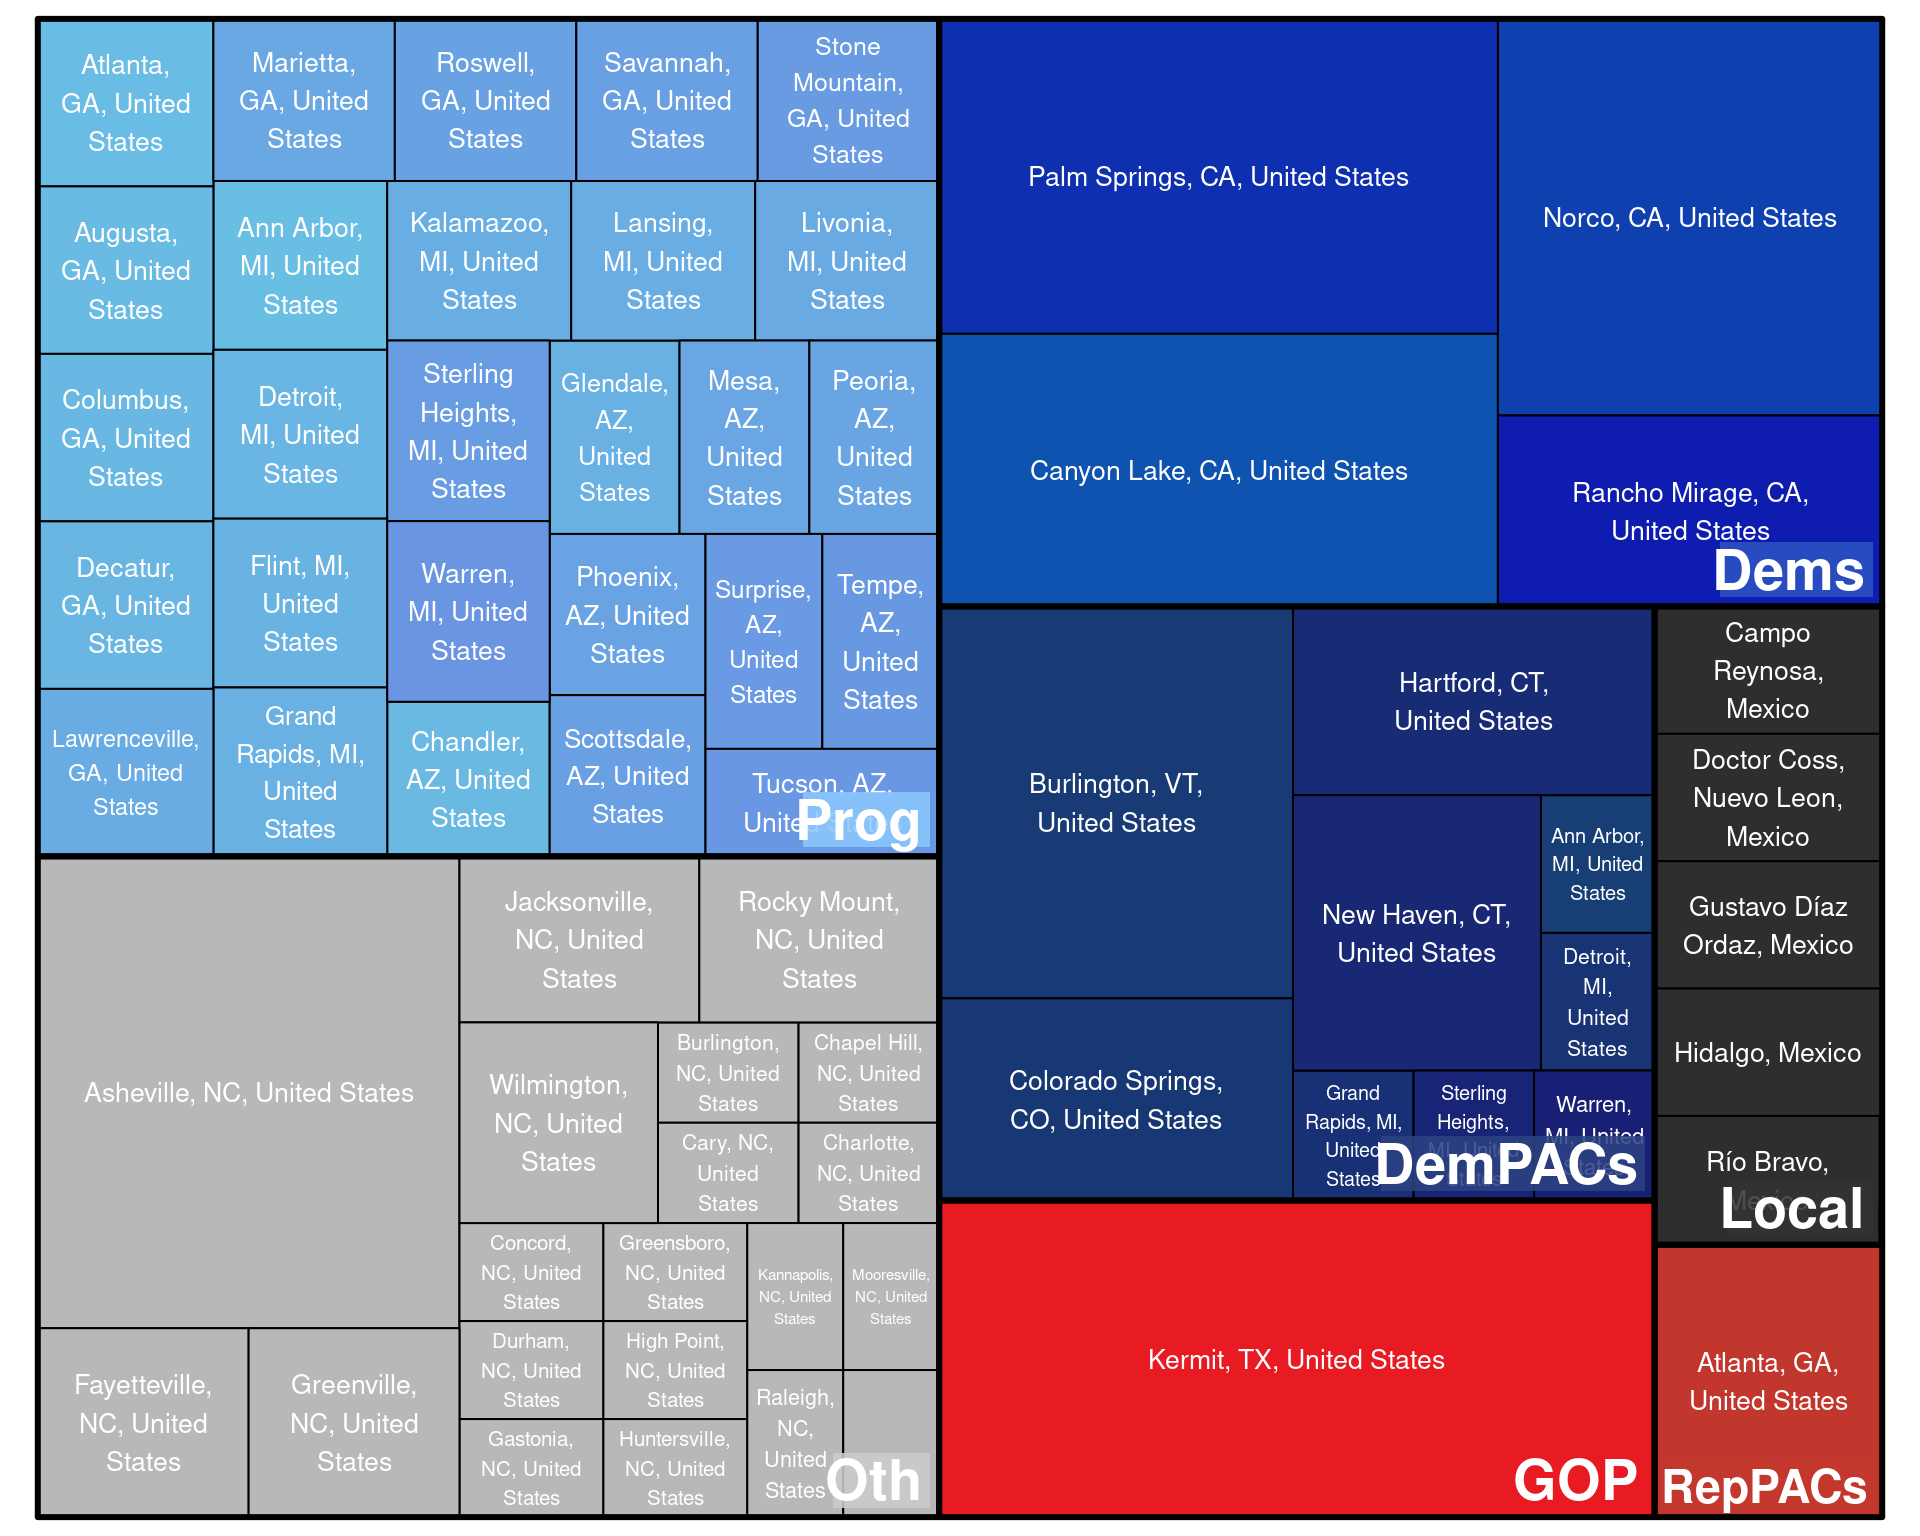 Atlanta,
GA, United
States
Marietta,
GA, United
States
Roswell,
GA, United
States
Savannah,
GA, United
States
Stone
Mountain,
GA, United
States
Augusta,
GA, United
States
Ann Arbor,
MI, United
States
Kalamazoo,
MI, United
States
Lansing,
MI, United
States
Livonia,
MI, United
States
Columbus,
GA, United
States
Detroit,
MI, United
States
Sterling
Heights,
MI, United
States
Glendale,
AZ,
United
States
Mesa,
AZ,
United
States
Peoria,
AZ,
United
States
Decatur,
GA, United
States
Flint, MI,
United
States
Warren,
MI, United
States
Phoenix,
AZ, United
States
Surprise,
AZ,
United
States
Tempe,
AZ,
United
States
Lawrenceville,
GA, United
States
Grand
Rapids, MI,
United
States
Chandler,
AZ, United
States
Scottsdale,
AZ, United
States
Tucson, AZ,
United States
Prog
Palm Springs, CA, United States
Norco, CA, United States
Canyon Lake, CA, United States
Rancho Mirage, CA,
United States
Dems
Burlington, VT,
United States
Hartford, CT,
United States
New Haven, CT,
United States
Ann Arbor,
MI, United
States
Detroit,
MI,
United
States
Colorado Springs,
CO, United States
Grand
Rapids, MI,
United
States
Sterling
Heights,
MI, United
States
Warren,
MI, United
States
DemPACs
Campo
Reynosa,
Mexico
Doctor Coss,
Nuevo Leon,
Mexico
Gustavo Díaz
Ordaz, Mexico
Hidalgo, Mexico
Río Bravo,
Mexico
Local
Asheville, NC, United States
Jacksonville,
NC, United
States
Rocky Mount,
NC, United
States
Wilmington,
NC, United
States
Burlington,
NC, United
States
Chapel Hill,
NC, United
States
Cary, NC,
United
States
Charlotte,
NC, United
States
Fayetteville,
NC, United
States
Greenville,
NC, United
States
Concord,
NC, United
States
Greensboro,
NC, United
States
Kannapolis,
NC, United
States
Mooresville,
NC, United
States
Durham,
NC, United
States
High Point,
NC, United
States
Gastonia,
NC, United
States
Huntersville,
NC, United
States
Raleigh,
NC,
United
States
Oth
Kermit, TX, United States
GOP
Atlanta, GA,
United States
RepPACs